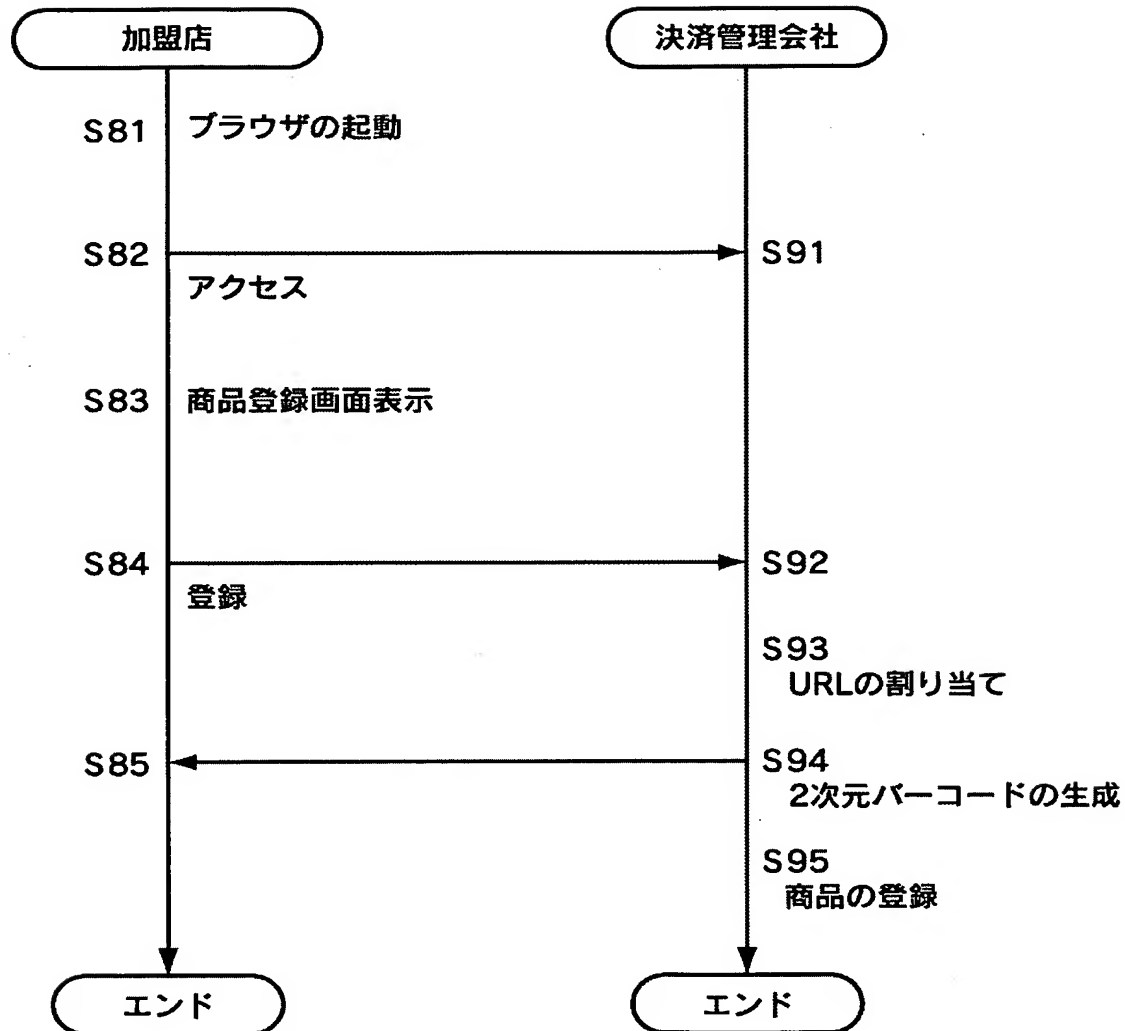 加盟店 決済管理会社
S81 ブラウザの起動
S82 S91
アクセス
S83 商品登録画面表示
S84 S92
登録
S93
URLの割り当て
S85 S94
2次元バーコードの生成
S95
商品の登録
エンド エンド